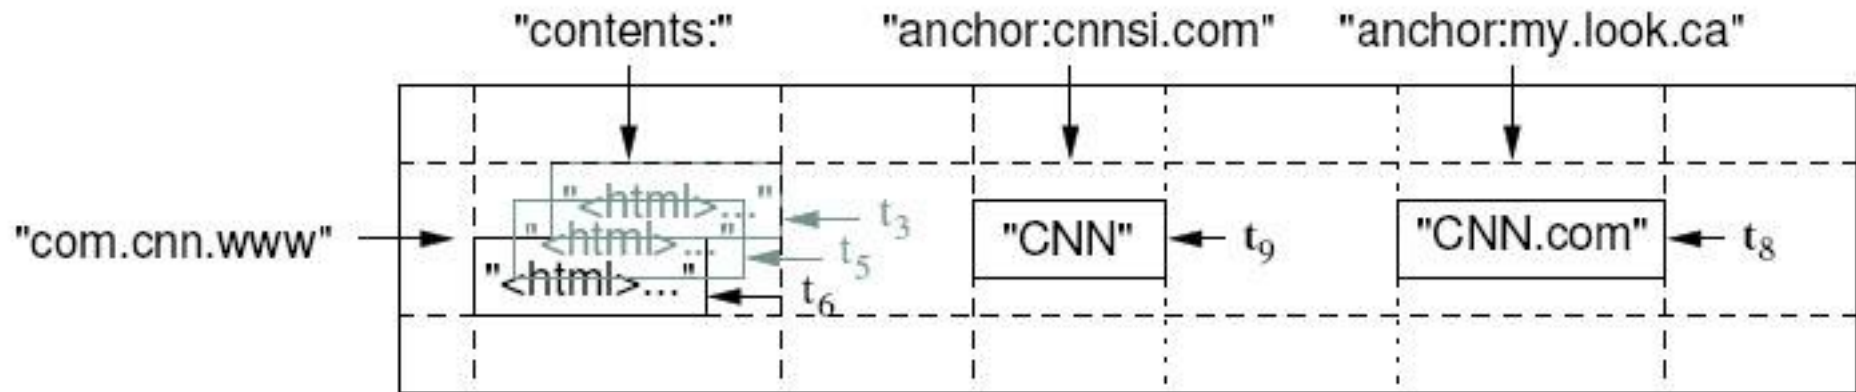 "contents:" "anchor:cnnsi.com" "anchor:my.look.ca"
"<html>..." t3
"com.cnn.www" "<html>..." t5 "CNN" t9 "CNN.com" t8
"<html>..." t6